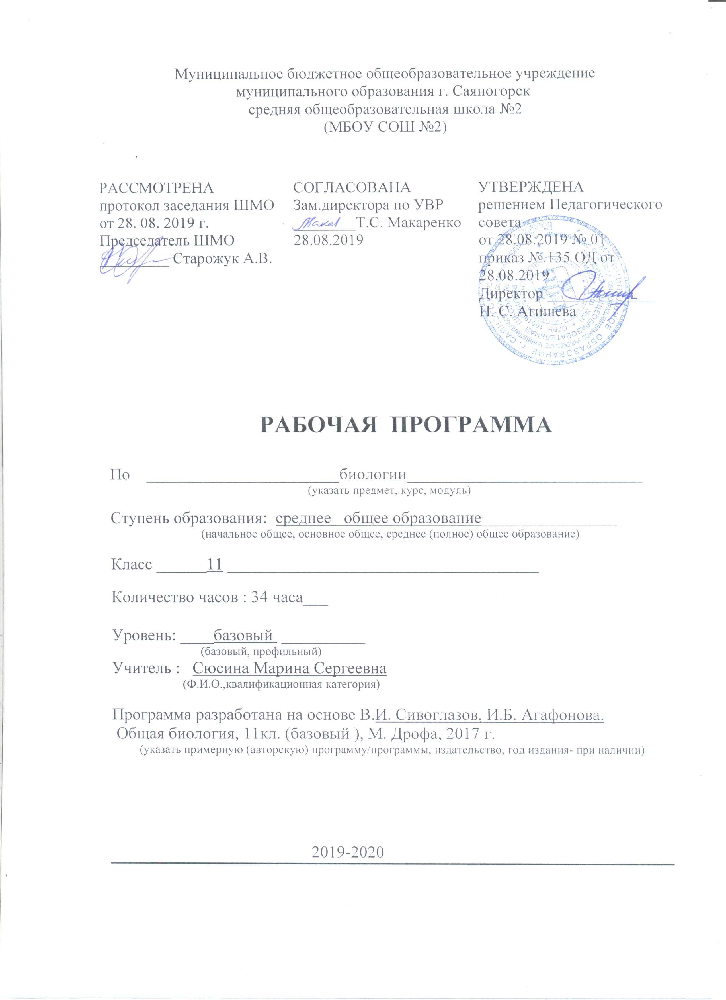 Муниципальное бюджетное общеобразовательное учреждение
муниципального образования г. Саяногорск
средняя общеобразовательная школа №2
(МБОУ СОШ №2)
РАССМОТРЕНА
протокол заседания ШМО
от 28. 08. 2019 г.
Председатель ШМО
_________ Старожук А.В.
СОГЛАСОВАНА
Зам.директора по УВР
________Т.С. Макаренко
28.08.2019
УТВЕРЖДЕНА
решением Педагогического
совета
от 28.08.2019 № 01
приказ № 135 ОД от
28.08.2019
Директор ______________
Н. С. Агишева
РАБОЧАЯ ПРОГРАММА
По _______________________биологии____________________________
(указать предмет, курс, модуль)
Ступень образования: среднее общее образование________________
(начальное общее, основное общее, среднее (полное) общее образование)
Класс ______11 _____________________________________
Количество часов : 34 часа___
Уровень: ____базовый __________
(базовый, профильный)
Учитель : Сюсина Марина Сергеевна
(Ф.И.О.,квалификационная категория)
Программа разработана на основе В.И. Сивоглазов, И.Б. Агафонова.
Общая биология, 11кл. (базовый ), М. Дрофа, 2017 г.
(указать примерную (авторскую) программу/программы, издательство, год издания- при наличии)
2019-2020